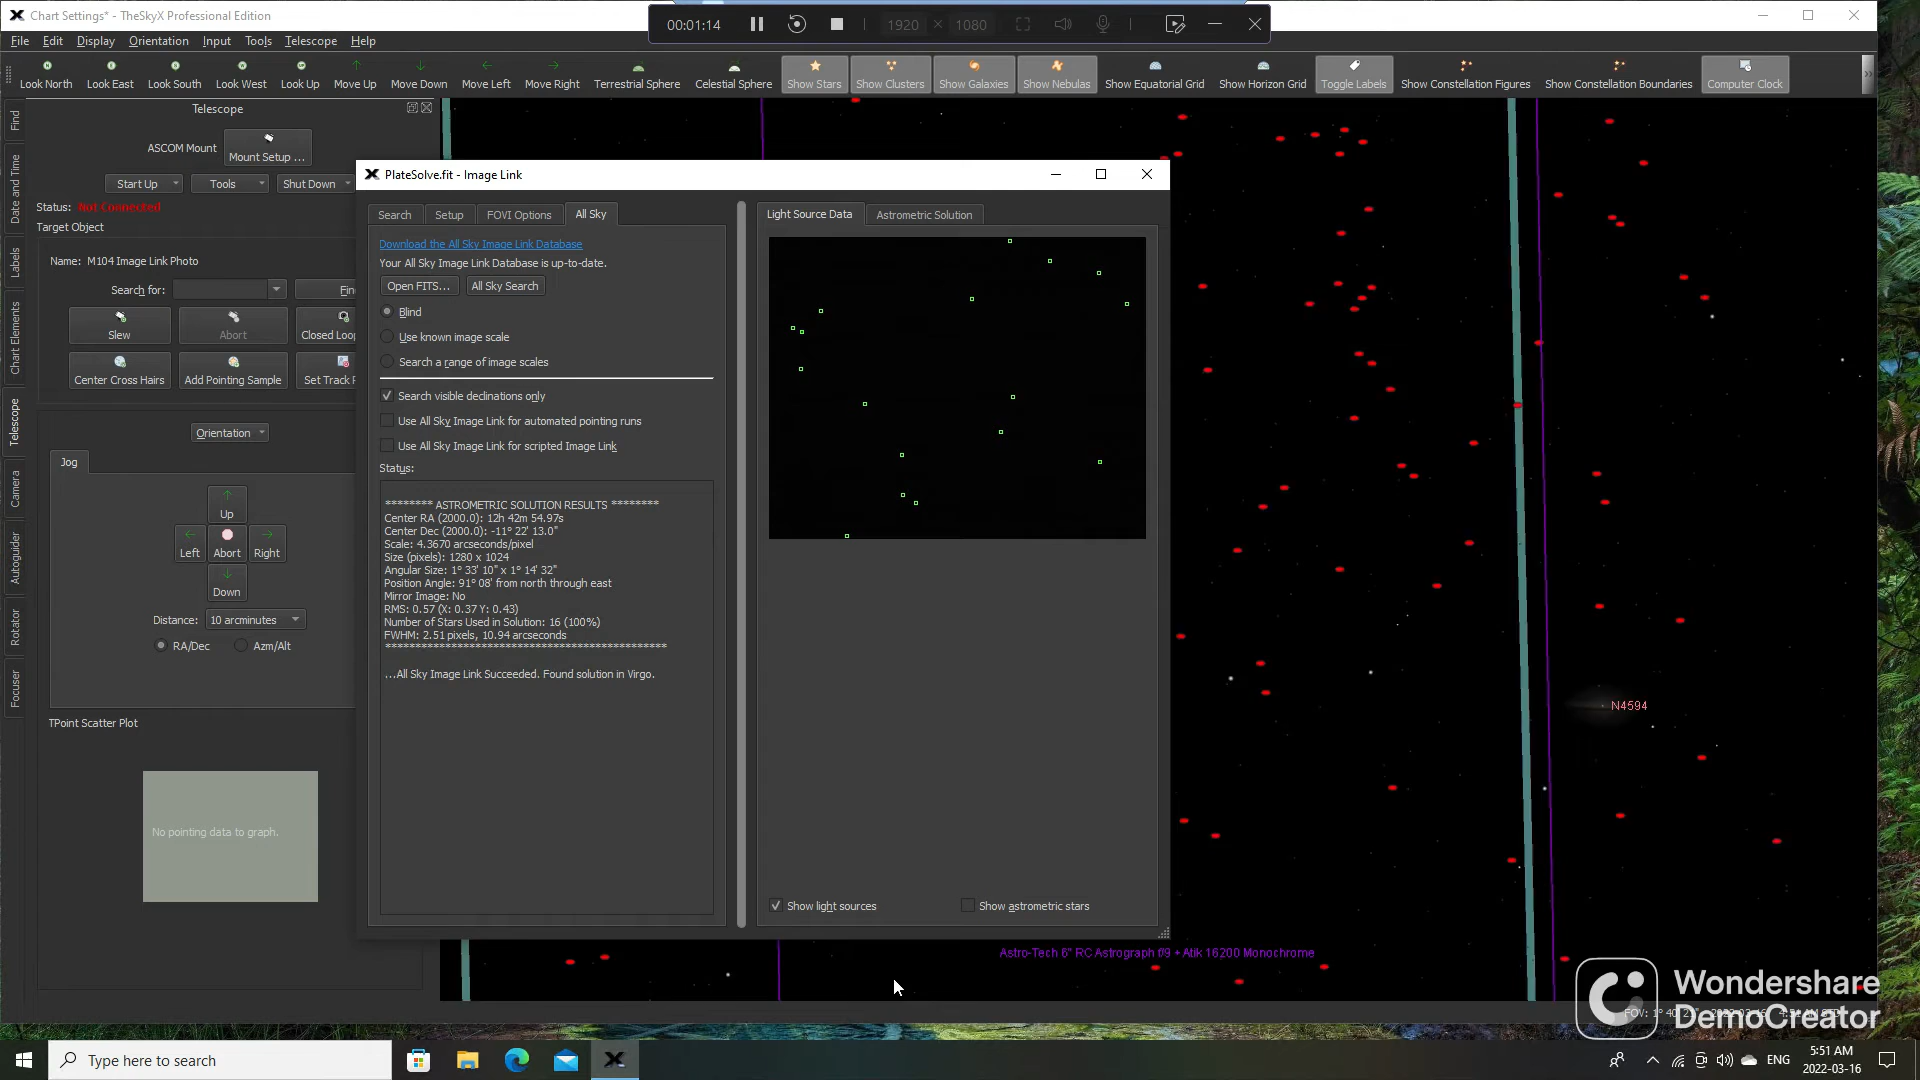 Chart Settings* - TheSkyX Professional Edition
00:01:14
1920 × 1080
File Edit Display Orientation Input Tools Telescope Help
Look North Look East Look South Look West Look Up Move Up Move Down Move Left Move Right Terrestrial Sphere Celestial Sphere Show Stars Show Clusters Show Galaxies Show Nebulas Show Equatorial Grid Show Horizon Grid Toggle Labels Show Constellation Figures Show Constellation Boundaries Computer Clock
Find
Date and Time
Labels
Chart Elements
Telescope
Camera
Autoguider
Rotator
Focuser
Telescope
ASCOM Mount
Mount Setup ...
Start Up Tools Shut Down
Status: Not Connected
Target Object
Name: M104 Image Link Photo
Search for:
Slew Abort
Center Cross Hairs Add Pointing Sample
Orientation
Jog
Up
Left Abort Right
Down
Distance: 10 arcminutes
RA/Dec Azm/Alt
TPoint Scatter Plot
No pointing data to graph.
PlateSolve.fit - Image Link
Search Setup FOVI Options All Sky
Download the All Sky Image Link Database
Your All Sky Image Link Database is up-to-date.
Open FITS... All Sky Search
Blind
Use known image scale
Search a range of image scales
Search visible declinations only
Use All Sky Image Link for automated pointing runs
Use All Sky Image Link for scripted Image Link
Status:
******** ASTROMETRIC SOLUTION RESULTS ********
Center RA (2000.0): 12h 42m 54.97s
Center Dec (2000.0): -11° 22' 13.0"
Scale: 4.3670 arcseconds/pixel
Size (pixels): 1280 x 1024
Angular Size: 1° 33' 10" x 1° 14' 32"
Position Angle: 91° 08' from north through east
Mirror Image: No
RMS: 0.57 (X: 0.37 Y: 0.43)
Number of Stars Used in Solution: 16 (100%)
FWHM: 2.51 pixels, 10.94 arcseconds
***********************************************
...All Sky Image Link Succeeded. Found solution in Virgo.
Light Source Data Astrometric Solution
Show light sources Show astrometric stars
N4594
Astro-Tech 6" RC Astrograph f/9 + Atik 16200 Monochrome
Wondershare
DemoCreator
Type here to search
ENG
5:51 AM
2022-03-16